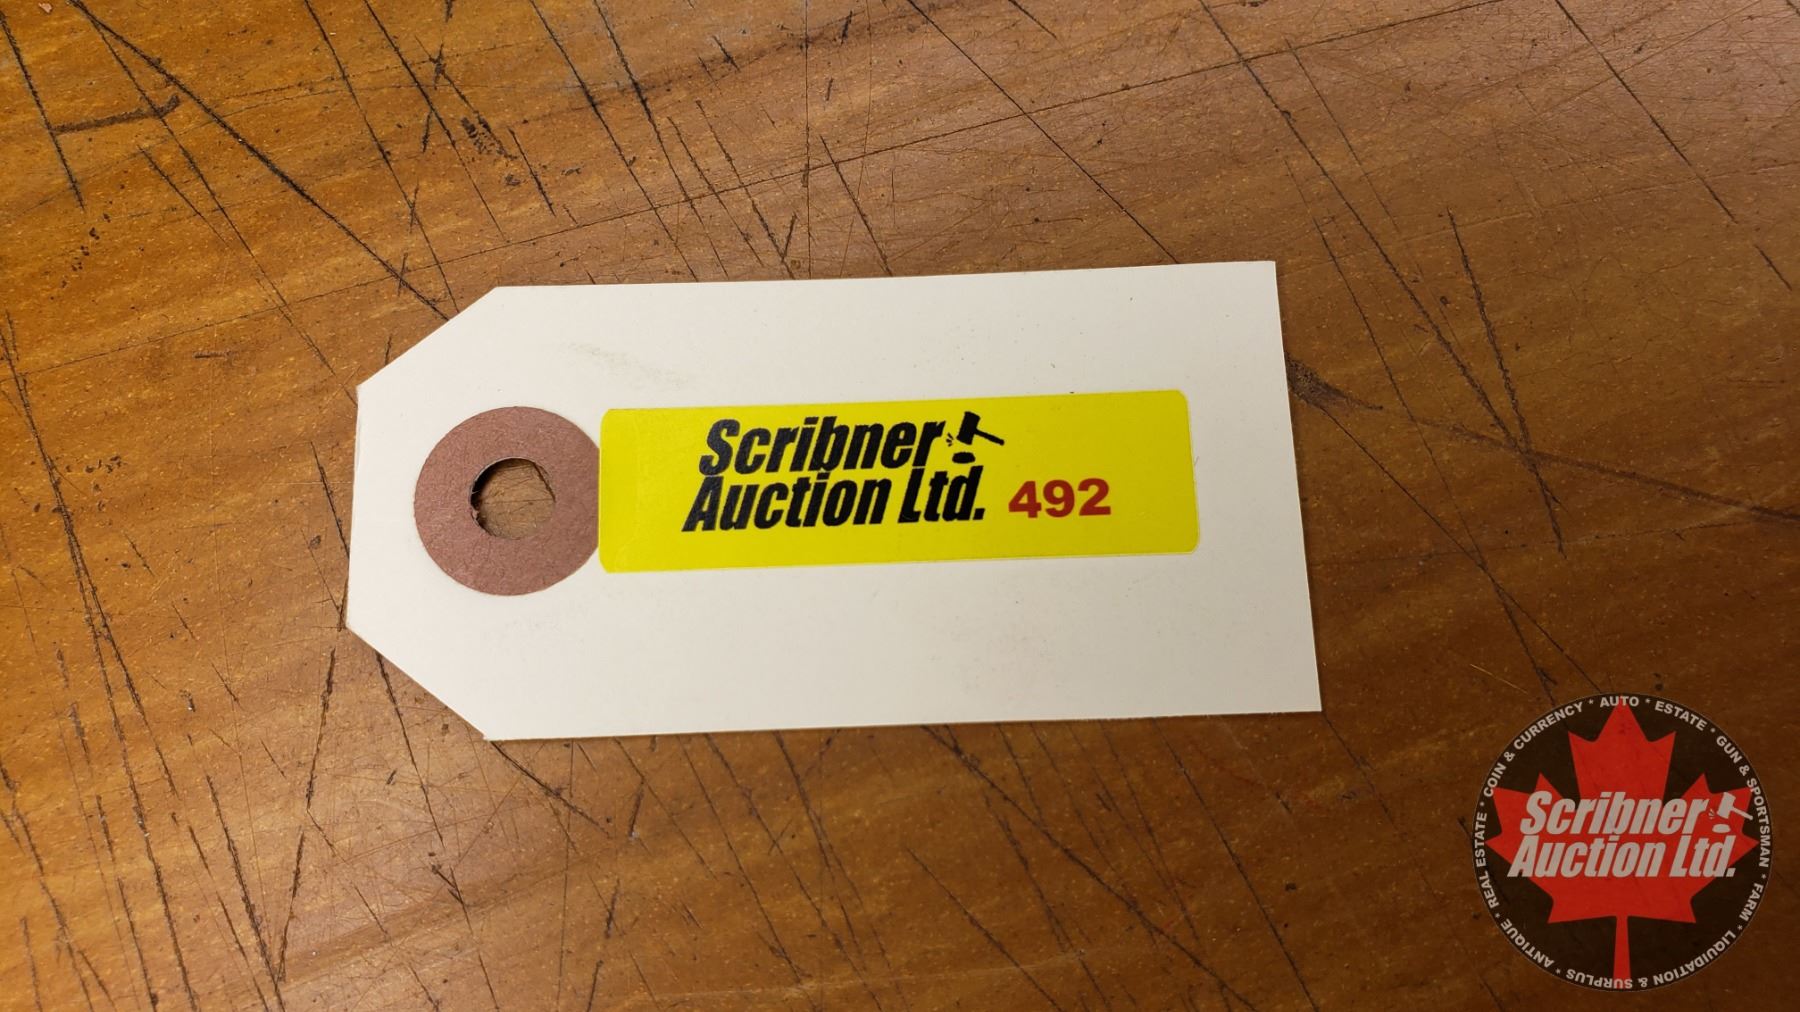 Scribner
Auction Ltd. 492
COIN & CURRENCY * AUTO * ESTATE * GUN & SPORTSMAN * FARM * LIQUIDATION & SURPLUS * ANTIQUE * REAL ESTATE *
Scribner
Auction Ltd.